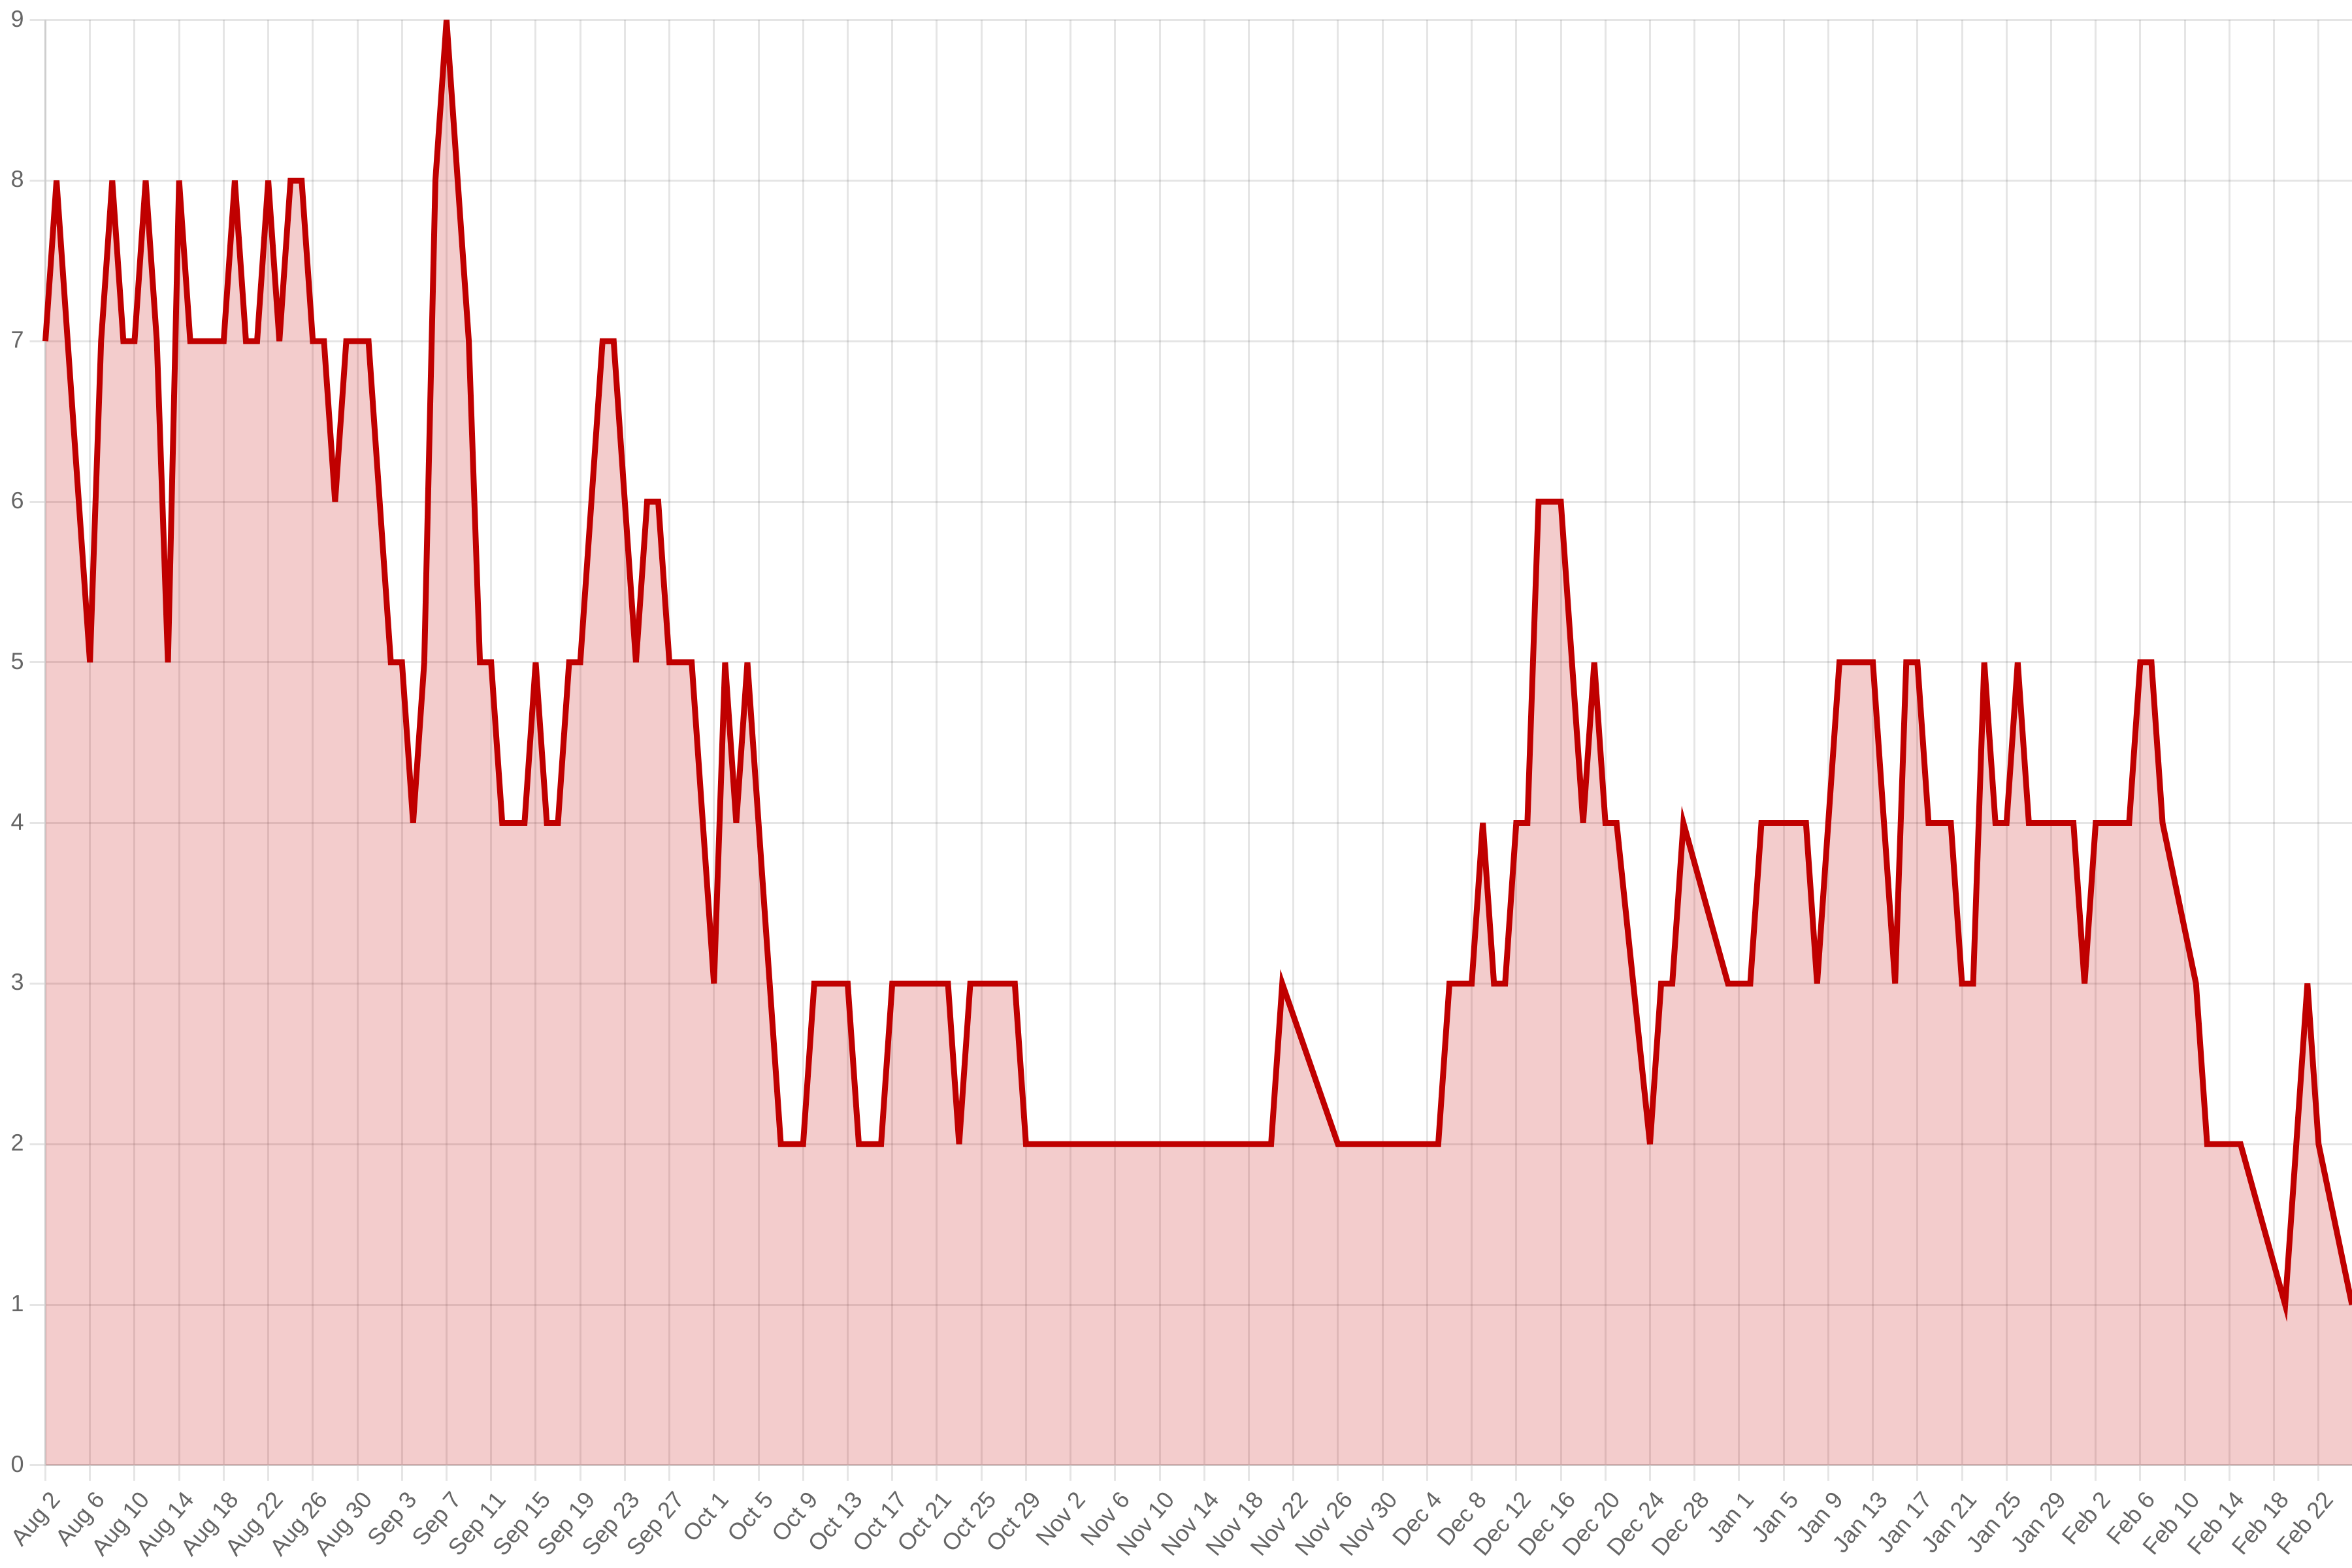 9
8
7
6
5
4
3
2
1
0
Aug 2
Aug 6
Aug 10
Aug 14
Aug 18
Aug 22
Aug 26
Aug 30
Sep 3
Sep 7
Sep 11
Sep 15
Sep 19
Sep 23
Sep 27
Oct 1
Oct 5
Oct 9
Oct 13
Oct 17
Oct 21
Oct 25
Oct 29
Nov 2
Nov 6
Nov 10
Nov 14
Nov 18
Nov 22
Nov 26
Nov 30
Dec 4
Dec 8
Dec 12
Dec 16
Dec 20
Dec 24
Dec 28
Jan 1
Jan 5
Jan 9
Jan 13
Jan 17
Jan 21
Jan 25
Jan 29
Feb 2
Feb 6
Feb 10
Feb 14
Feb 18
Feb 22